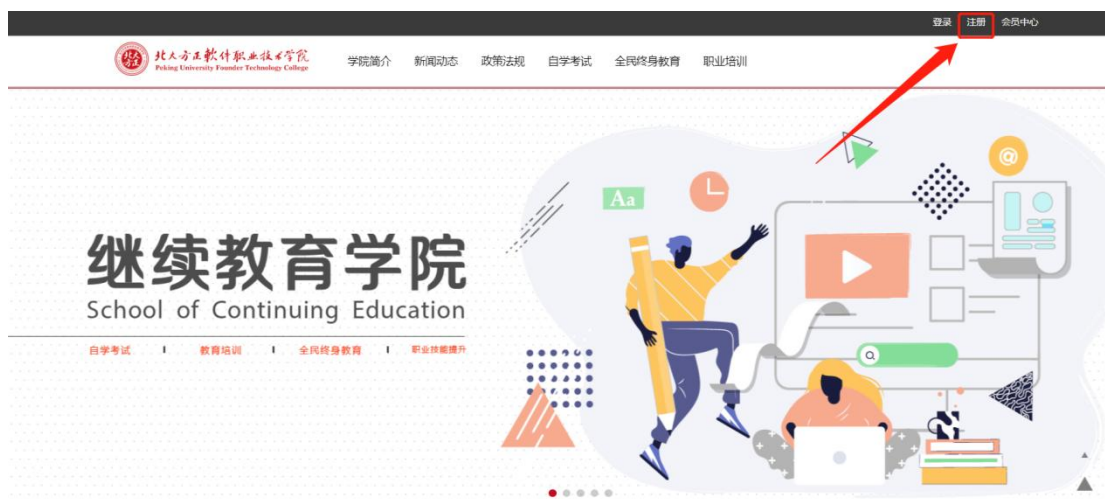 登录 注册 会员中心
北大方正软件职业技术学院
Peking University Founder Technology College
学院简介 新闻动态 政策法规 自学考试 全民终身教育 职业培训
@
Aa
继续教育学院
School of Continuing Education
自学考试 I 教育培训 I 全民终身教育 I 职业技能提升